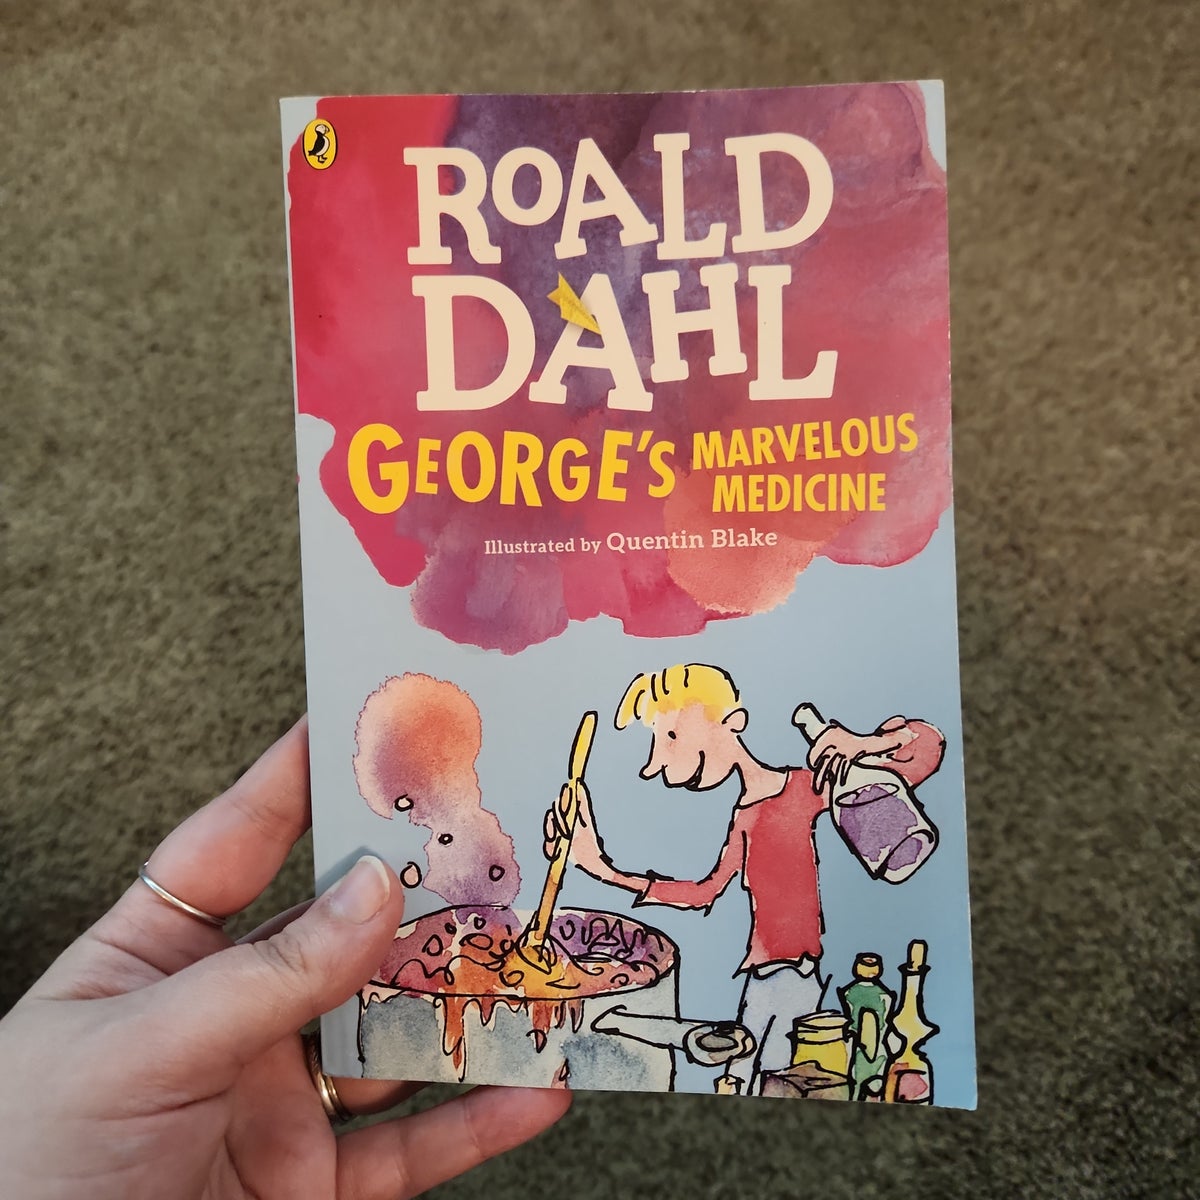 ROALD
DAHL
GEORGE'S MARVELOUS
MEDICINE
Illustrated by Quentin Blake